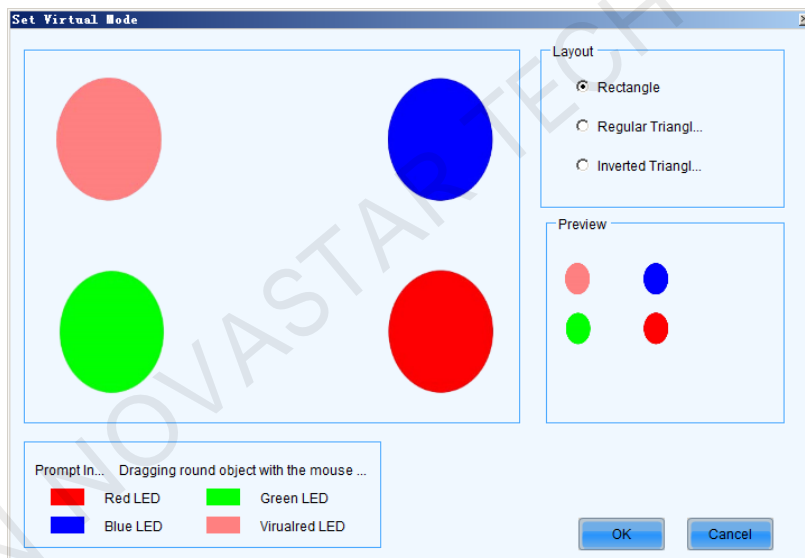 Set Virtual Mode
Layout
Rectangle
Regular Triangl...
Inverted Triangl...
Preview
Prompt In... Dragging round object with the mouse ...
Red LED
Green LED
Blue LED
Virualred LED
OK
Cancel
N NOVASTAR TECH